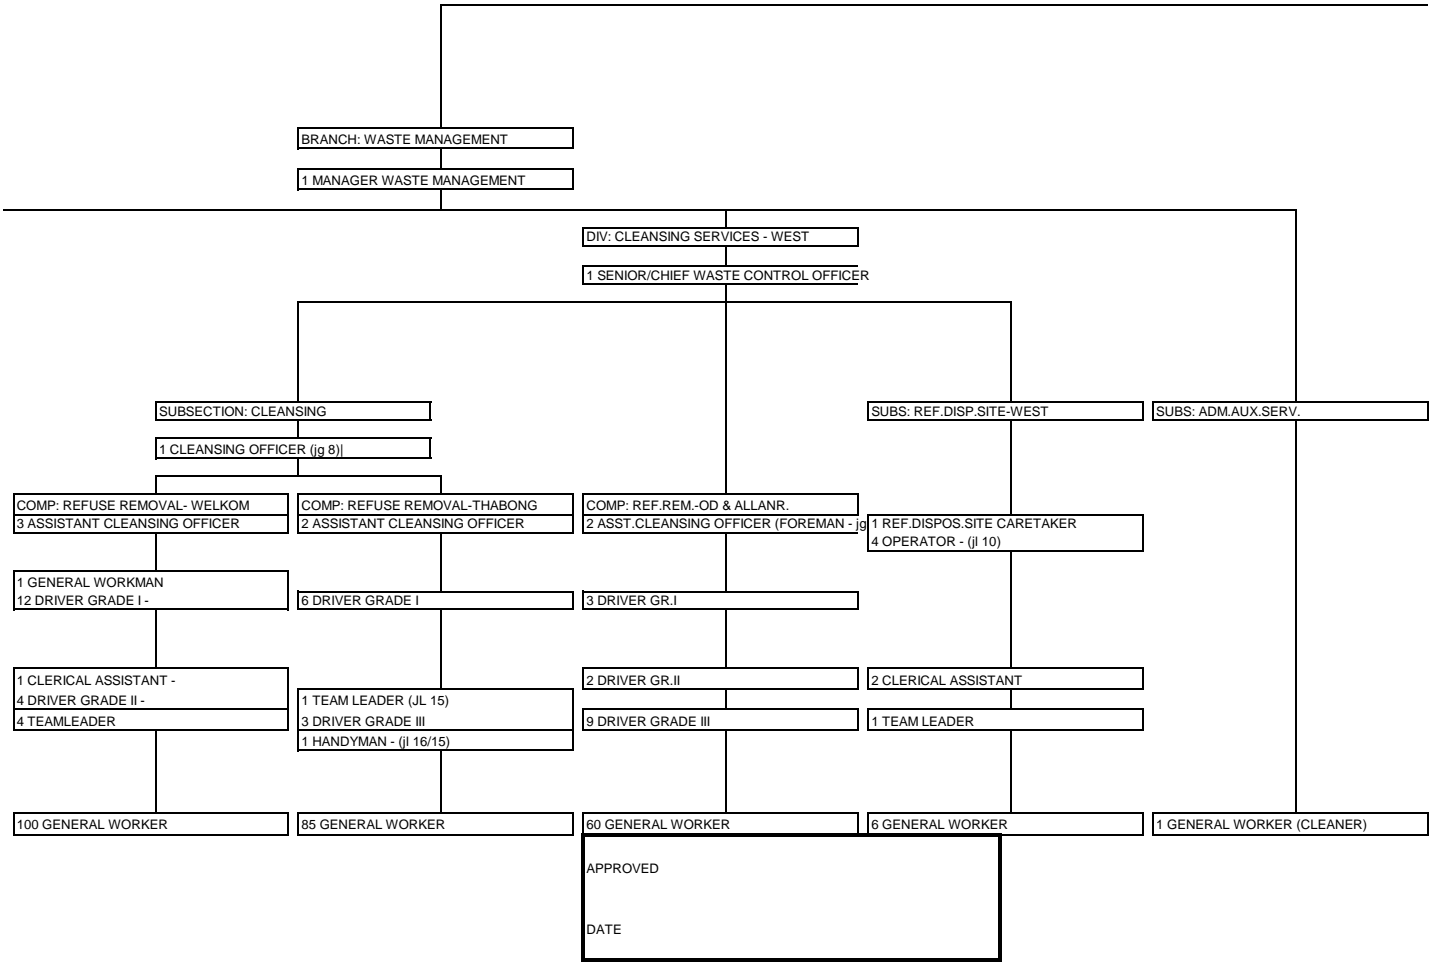 BRANCH: WASTE MANAGEMENT
1 MANAGER WASTE MANAGEMENT
DIV: CLEANSING SERVICES - WEST
1 SENIOR/CHIEF WASTE CONTROL OFFICER
SUBSECTION: CLEANSING
SUBS: REF.DISP.SITE-WEST
SUBS: ADM.AUX.SERV.
1 CLEANSING OFFICER (jg 8)|
COMP: REFUSE REMOVAL- WELKOM
3 ASSISTANT CLEANSING OFFICER
COMP: REFUSE REMOVAL-THABONG
2 ASSISTANT CLEANSING OFFICER
COMP: REF.REM.-OD & ALLANR.
2 ASST.CLEANSING OFFICER (FOREMAN - jg
1 REF.DISPOS.SITE CARETAKER
4 OPERATOR - (jl 10)
1 GENERAL WORKMAN
12 DRIVER GRADE I -
6 DRIVER GRADE I
3 DRIVER GR.I
1 CLERICAL ASSISTANT -
4 DRIVER GRADE II -
4 TEAMLEADER
1 TEAM LEADER (JL 15)
3 DRIVER GRADE III
1 HANDYMAN - (jl 16/15)
2 DRIVER GR.II
9 DRIVER GRADE III
2 CLERICAL ASSISTANT
1 TEAM LEADER
100 GENERAL WORKER
85 GENERAL WORKER
60 GENERAL WORKER
6 GENERAL WORKER
1 GENERAL WORKER (CLEANER)
APPROVED
DATE